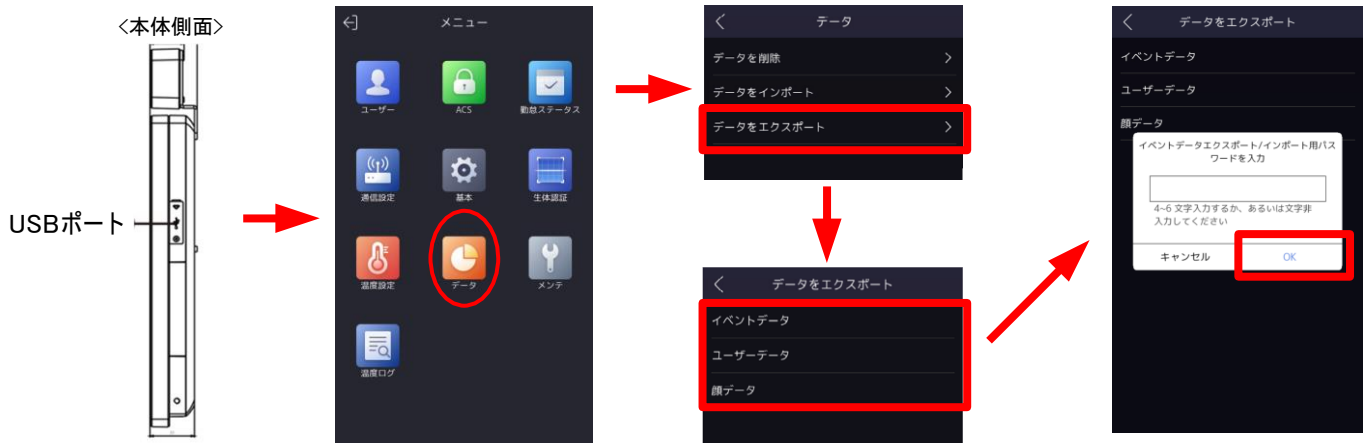 <本体側面>
USBポート
メニュー
ユーザー
ACS
勤怠ステータス
通信設定
基本
生体認証
温度設定
データ
メンテ
温度ログ
データ
データを削除
データをインポート
データをエクスポート
データをエクスポート
イベントデータ
ユーザーデータ
顔データ
データをエクスポート
イベントデータ
ユーザーデータ
顔データ
イベントデータエクスポート/インポート用パス
ワードを入力
4~6 文字入力するか、あるいは文字非
入力してください
キャンセル
OK